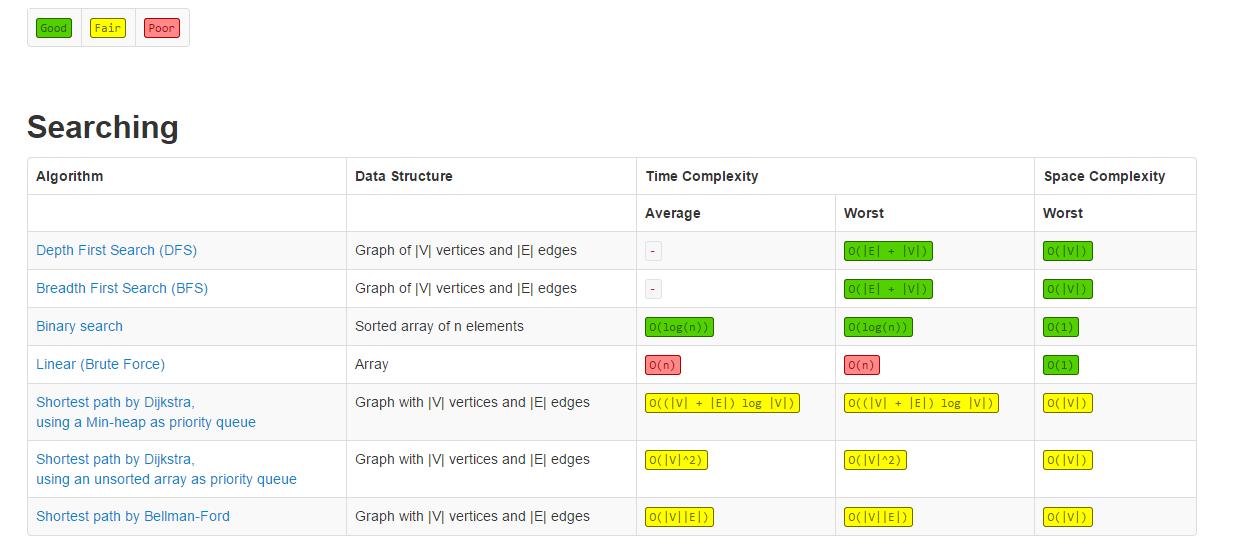 Good Fair Poor
Searching
Algorithm Data Structure Time Complexity Space Complexity
Average Worst Worst
Depth First Search (DFS) Graph of |V| vertices and |E| edges - O(|E| + |V|) O(|V|)
Breadth First Search (BFS) Graph of |V| vertices and |E| edges - O(|E| + |V|) O(|V|)
Binary search Sorted array of n elements O(log(n)) O(log(n)) O(1)
Linear (Brute Force) Array O(n) O(n) O(1)
Shortest path by Dijkstra, Graph with |V| vertices and |E| edges O((|V| + |E|) log |V|) O((|V| + |E|) log |V|) O(|V|)
using a Min-heap as priority queue
Shortest path by Dijkstra, Graph with |V| vertices and |E| edges O(|V|^2) O(|V|^2) O(|V|)
using an unsorted array as priority queue
Shortest path by Bellman-Ford Graph with |V| vertices and |E| edges O(|V||E|) O(|V||E|) O(|V|)